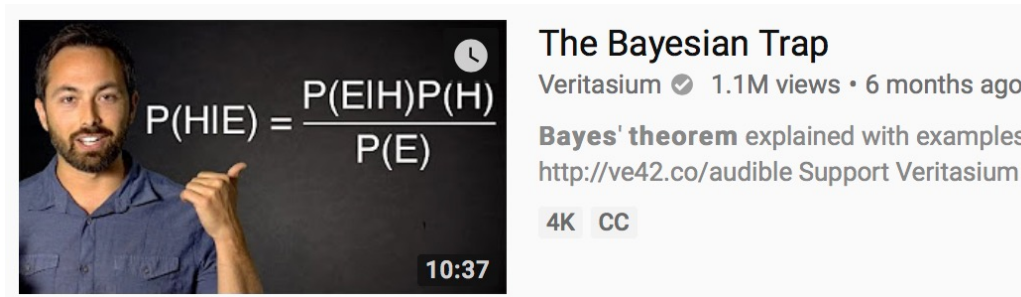 P(H|E) = P(E|H)P(H)
P(E)
10:37
The Bayesian Trap
Veritasium 1.1M views • 6 months ago
Bayes' theorem explained with examples
http://ve42.co/audible Support Veritasium
4K CC